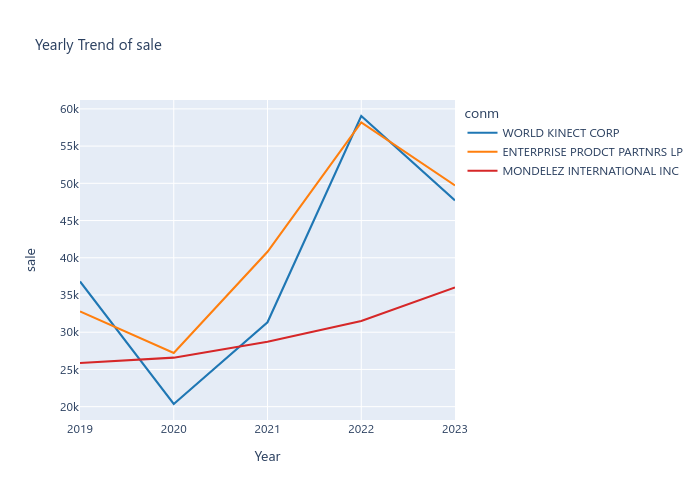 Yearly Trend of sale
60k
55k
50k
45k
40k
35k
30k
25k
20k
sale
2019 2020 2021 2022 2023
Year
conm
WORLD KINECT CORP
ENTERPRISE PRODCT PARTNRS LP
MONDELEZ INTERNATIONAL INC